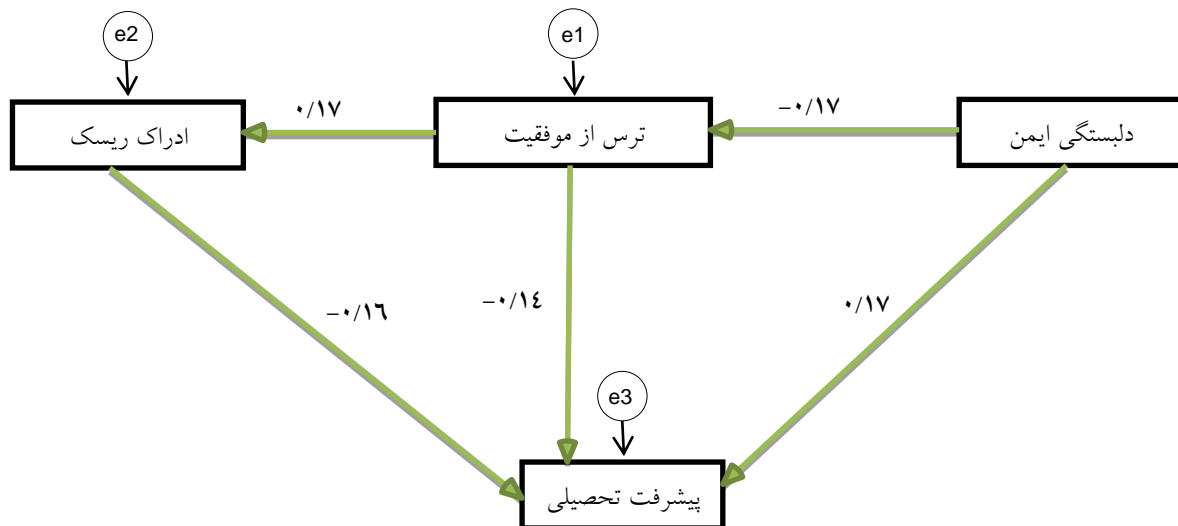 e2
e1
۰/۱۷
−۰/۱۷
دلبستگی ایمن
ترس از موفقیت
ادراک ریسک
۰/۱۷
−۰/۱٤
−۰/۱٦
e3
پیشرفت تحصیلی